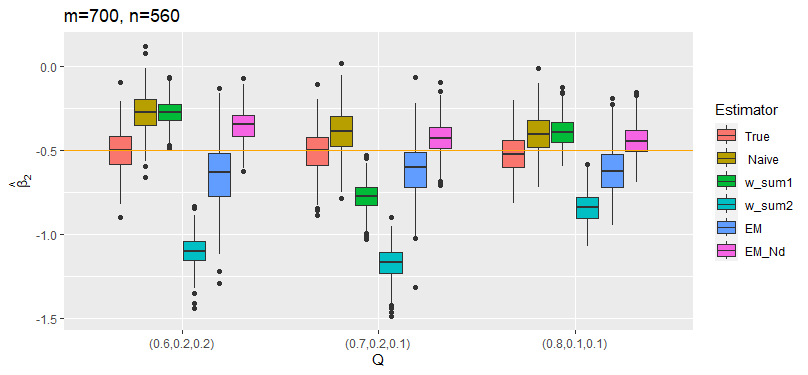 m=700, n=560
0.0
-0.5
-1.0
-1.5
β̂2
(0.6,0.2,0.2)
(0.7,0.2,0.1)
(0.8,0.1,0.1)
Q
Estimator
True
Naive
w_sum1
w_sum2
EM
EM_Nd